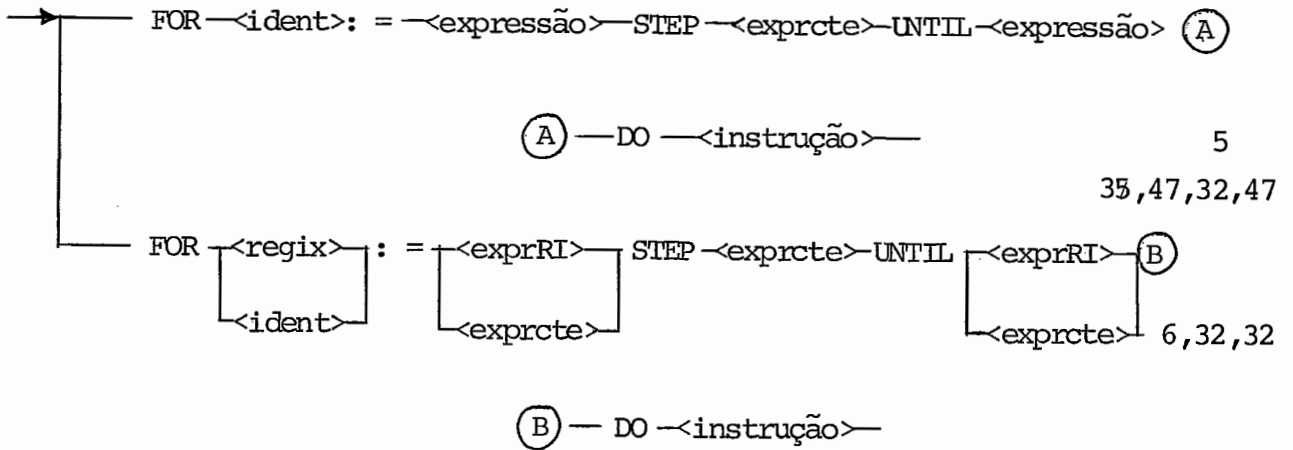 FOR <ident>: = <expressão> STEP <exprcte> UNTIL <expressão> A
A DO <instrução> 5
35,47,32,47
FOR <regix> : = <exprRI> STEP <exprcte> UNTIL <exprRI> B
<ident> <exprcte> <exprcte> 6,32,32
B DO <instrução>